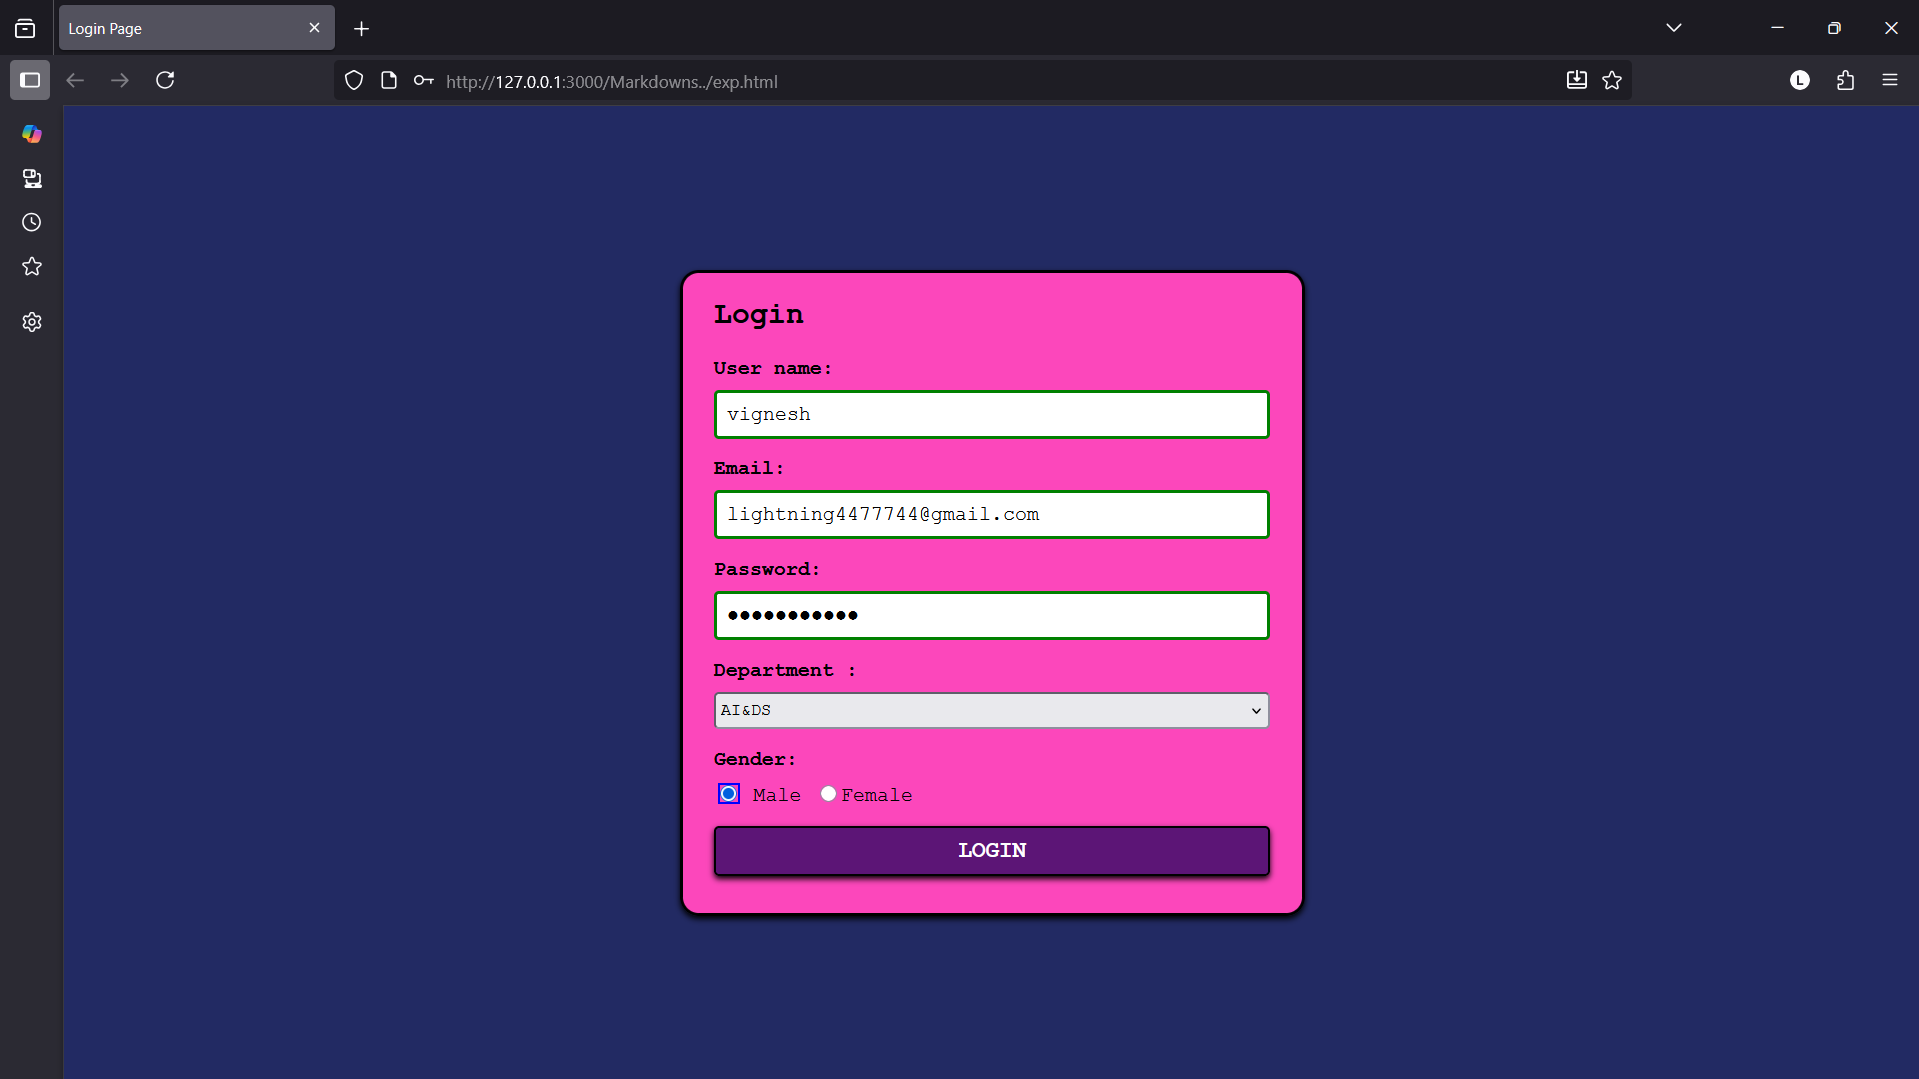 Login Page
http://127.0.0.1:3000/Markdowns../exp.html
L
Login
User name:
vignesh
Email:
lightning4477744@gmail.com
Password:
●●●●●●●●●●●
Department :
AI&DS
Gender:
Male Female
LOGIN